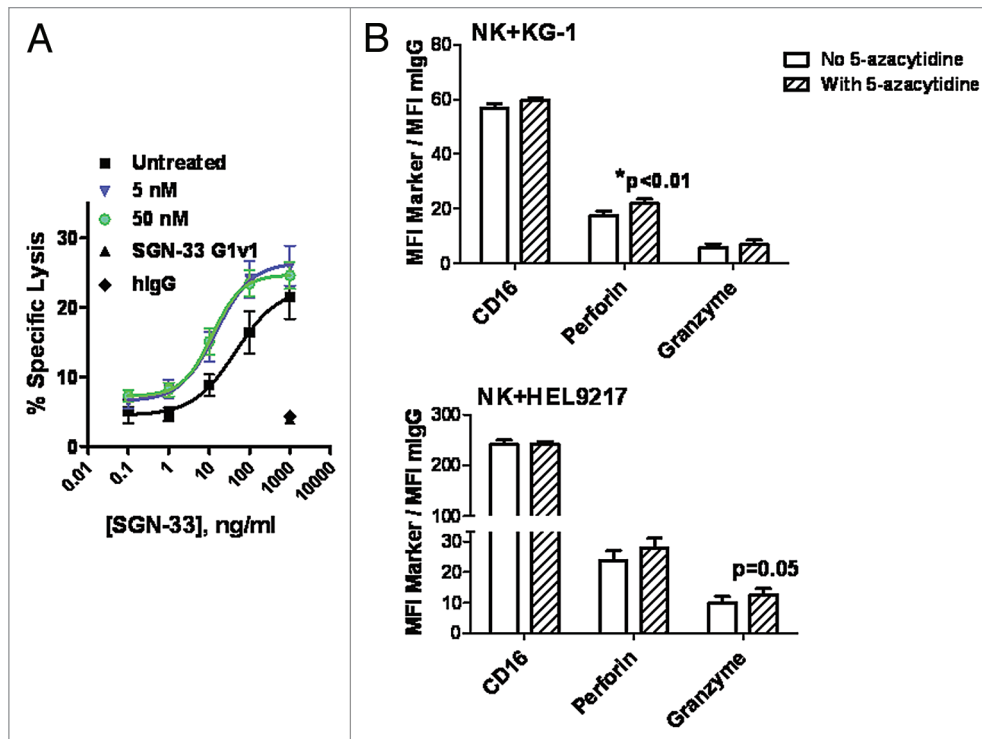 A
Untreated
5 nM
50 nM
SGN-33 G1v1
hIgG
% Specific Lysis
30
20
10
0
0.01
0.1
1
10
100
1000
10000
[SGN-33], ng/ml
B
NK+KG-1
No 5-azacytidine
With 5-azacytidine
MFI Marker / MFI mIgG
80
60
40
20
0
*p<0.01
CD16
Perforin
Granzyme
NK+HEL9217
MFI Marker / MFI mIgG
300
200
100
30
20
10
0
p=0.05
CD16
Perforin
Granzyme